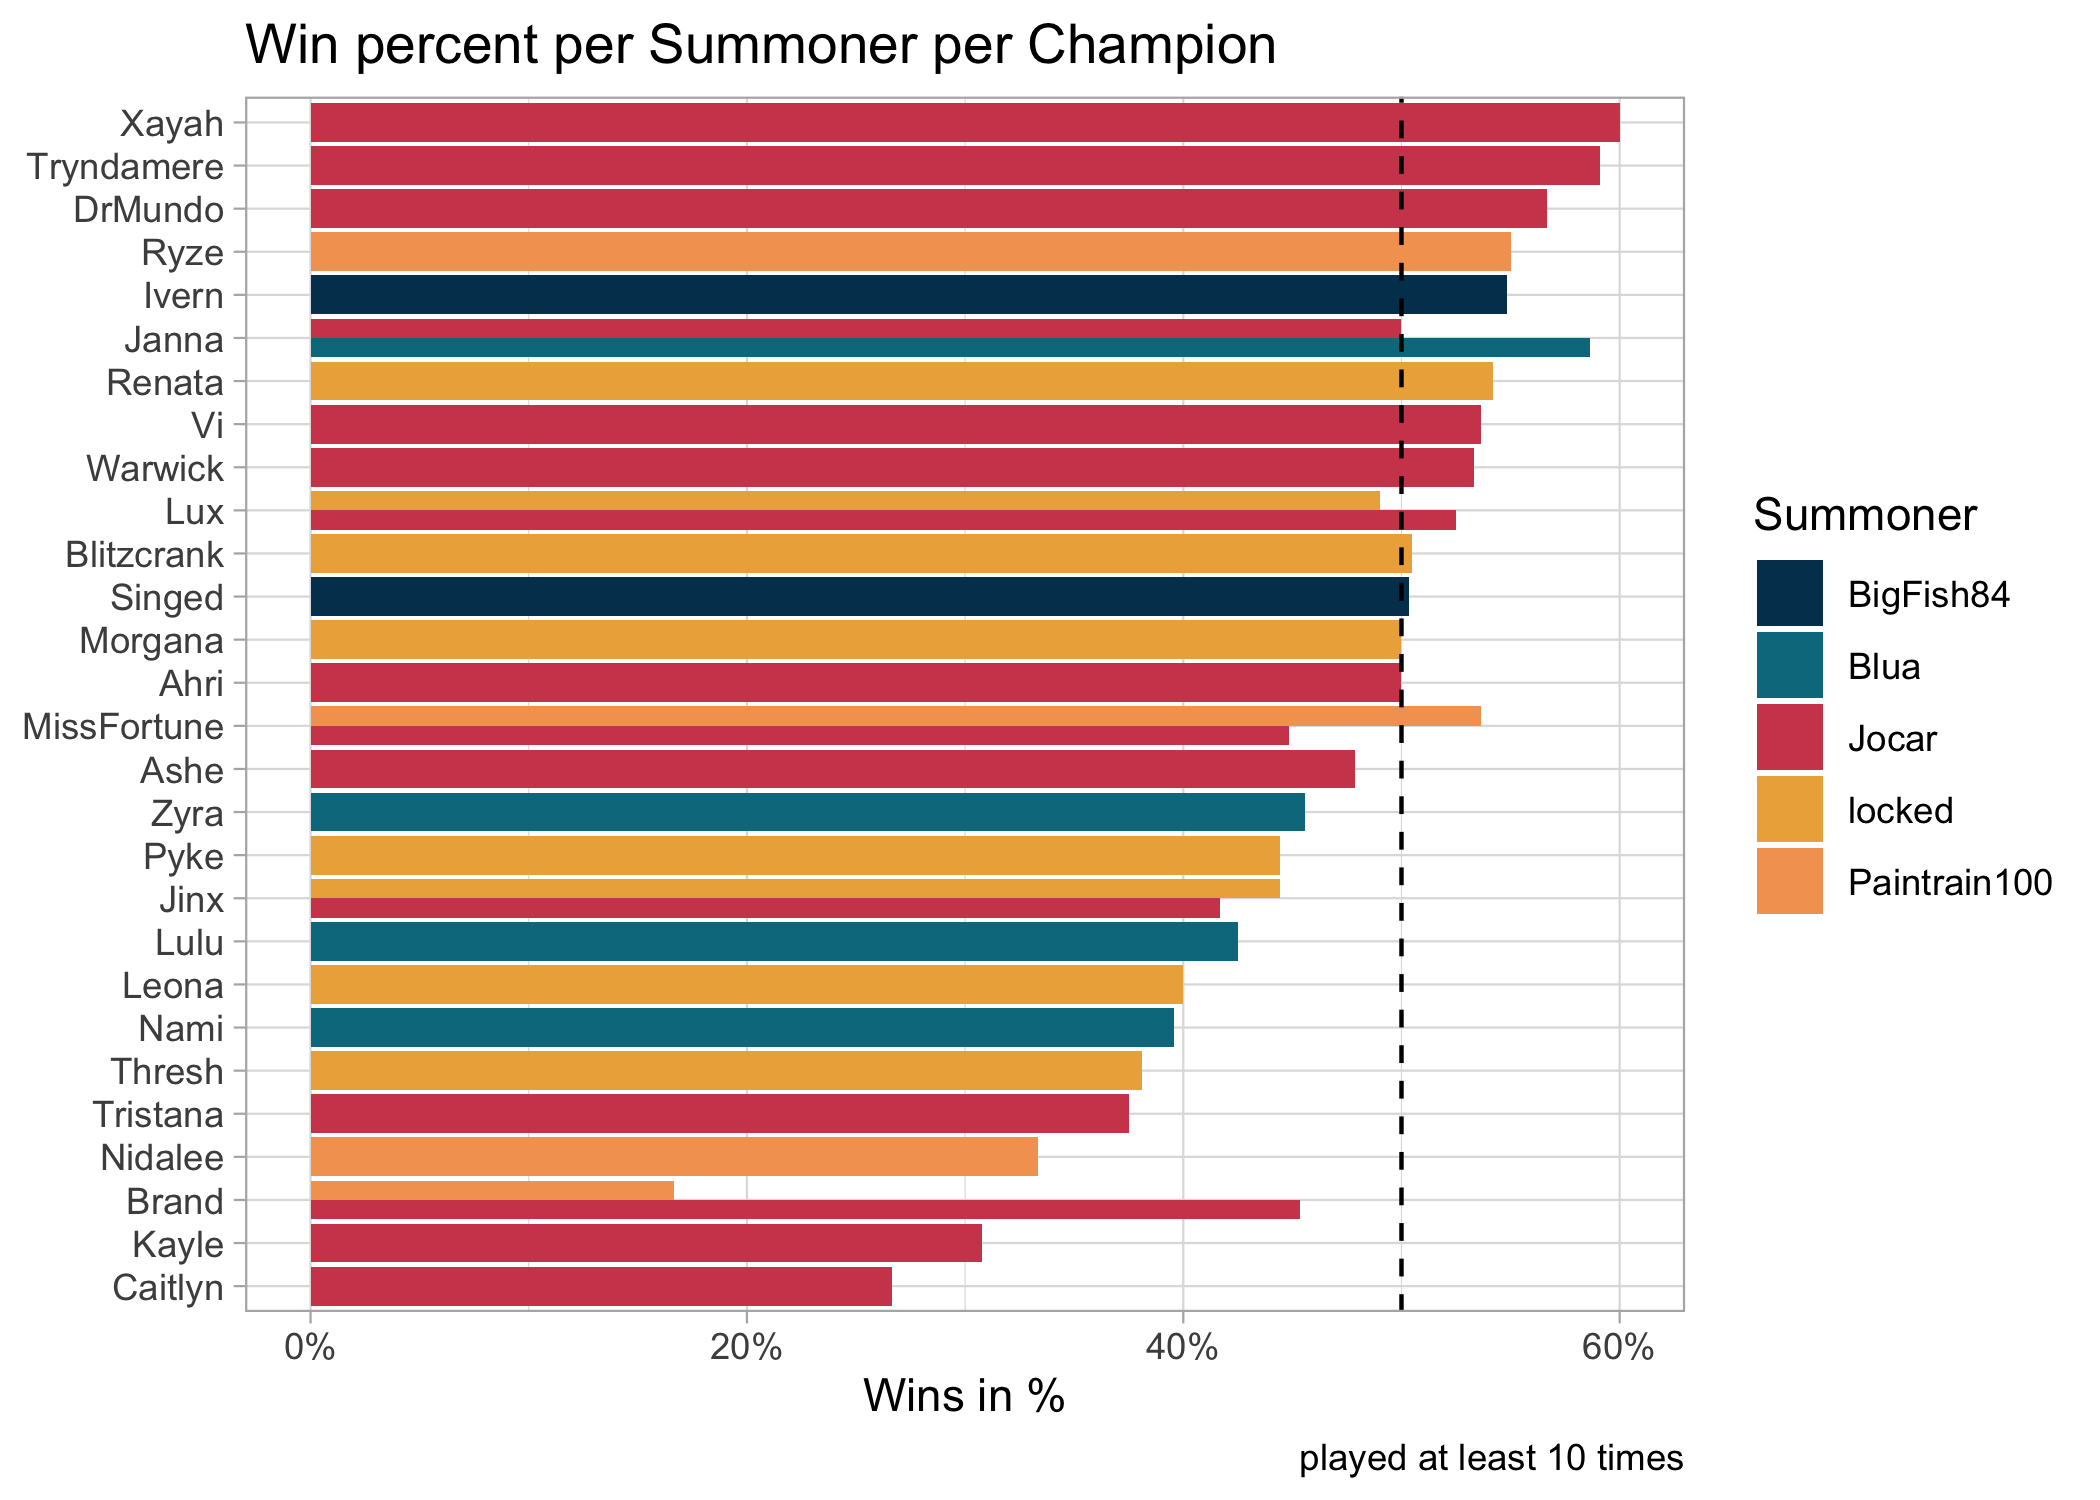 Win percent per Summoner per Champion
Xayah
Tryndamere
DrMundo
Ryze
Ivern
Janna
Renata
Vi
Warwick
Lux
Blitzcrank
Singed
Morgana
Ahri
MissFortune
Ashe
Zyra
Pyke
Jinx
Lulu
Leona
Nami
Thresh
Tristana
Nidalee
Brand
Kayle
Caitlyn
0% 20% 40% 60%
Wins in %
played at least 10 times
Summoner
BigFish84
Blua
Jocar
locked
Paintrain100